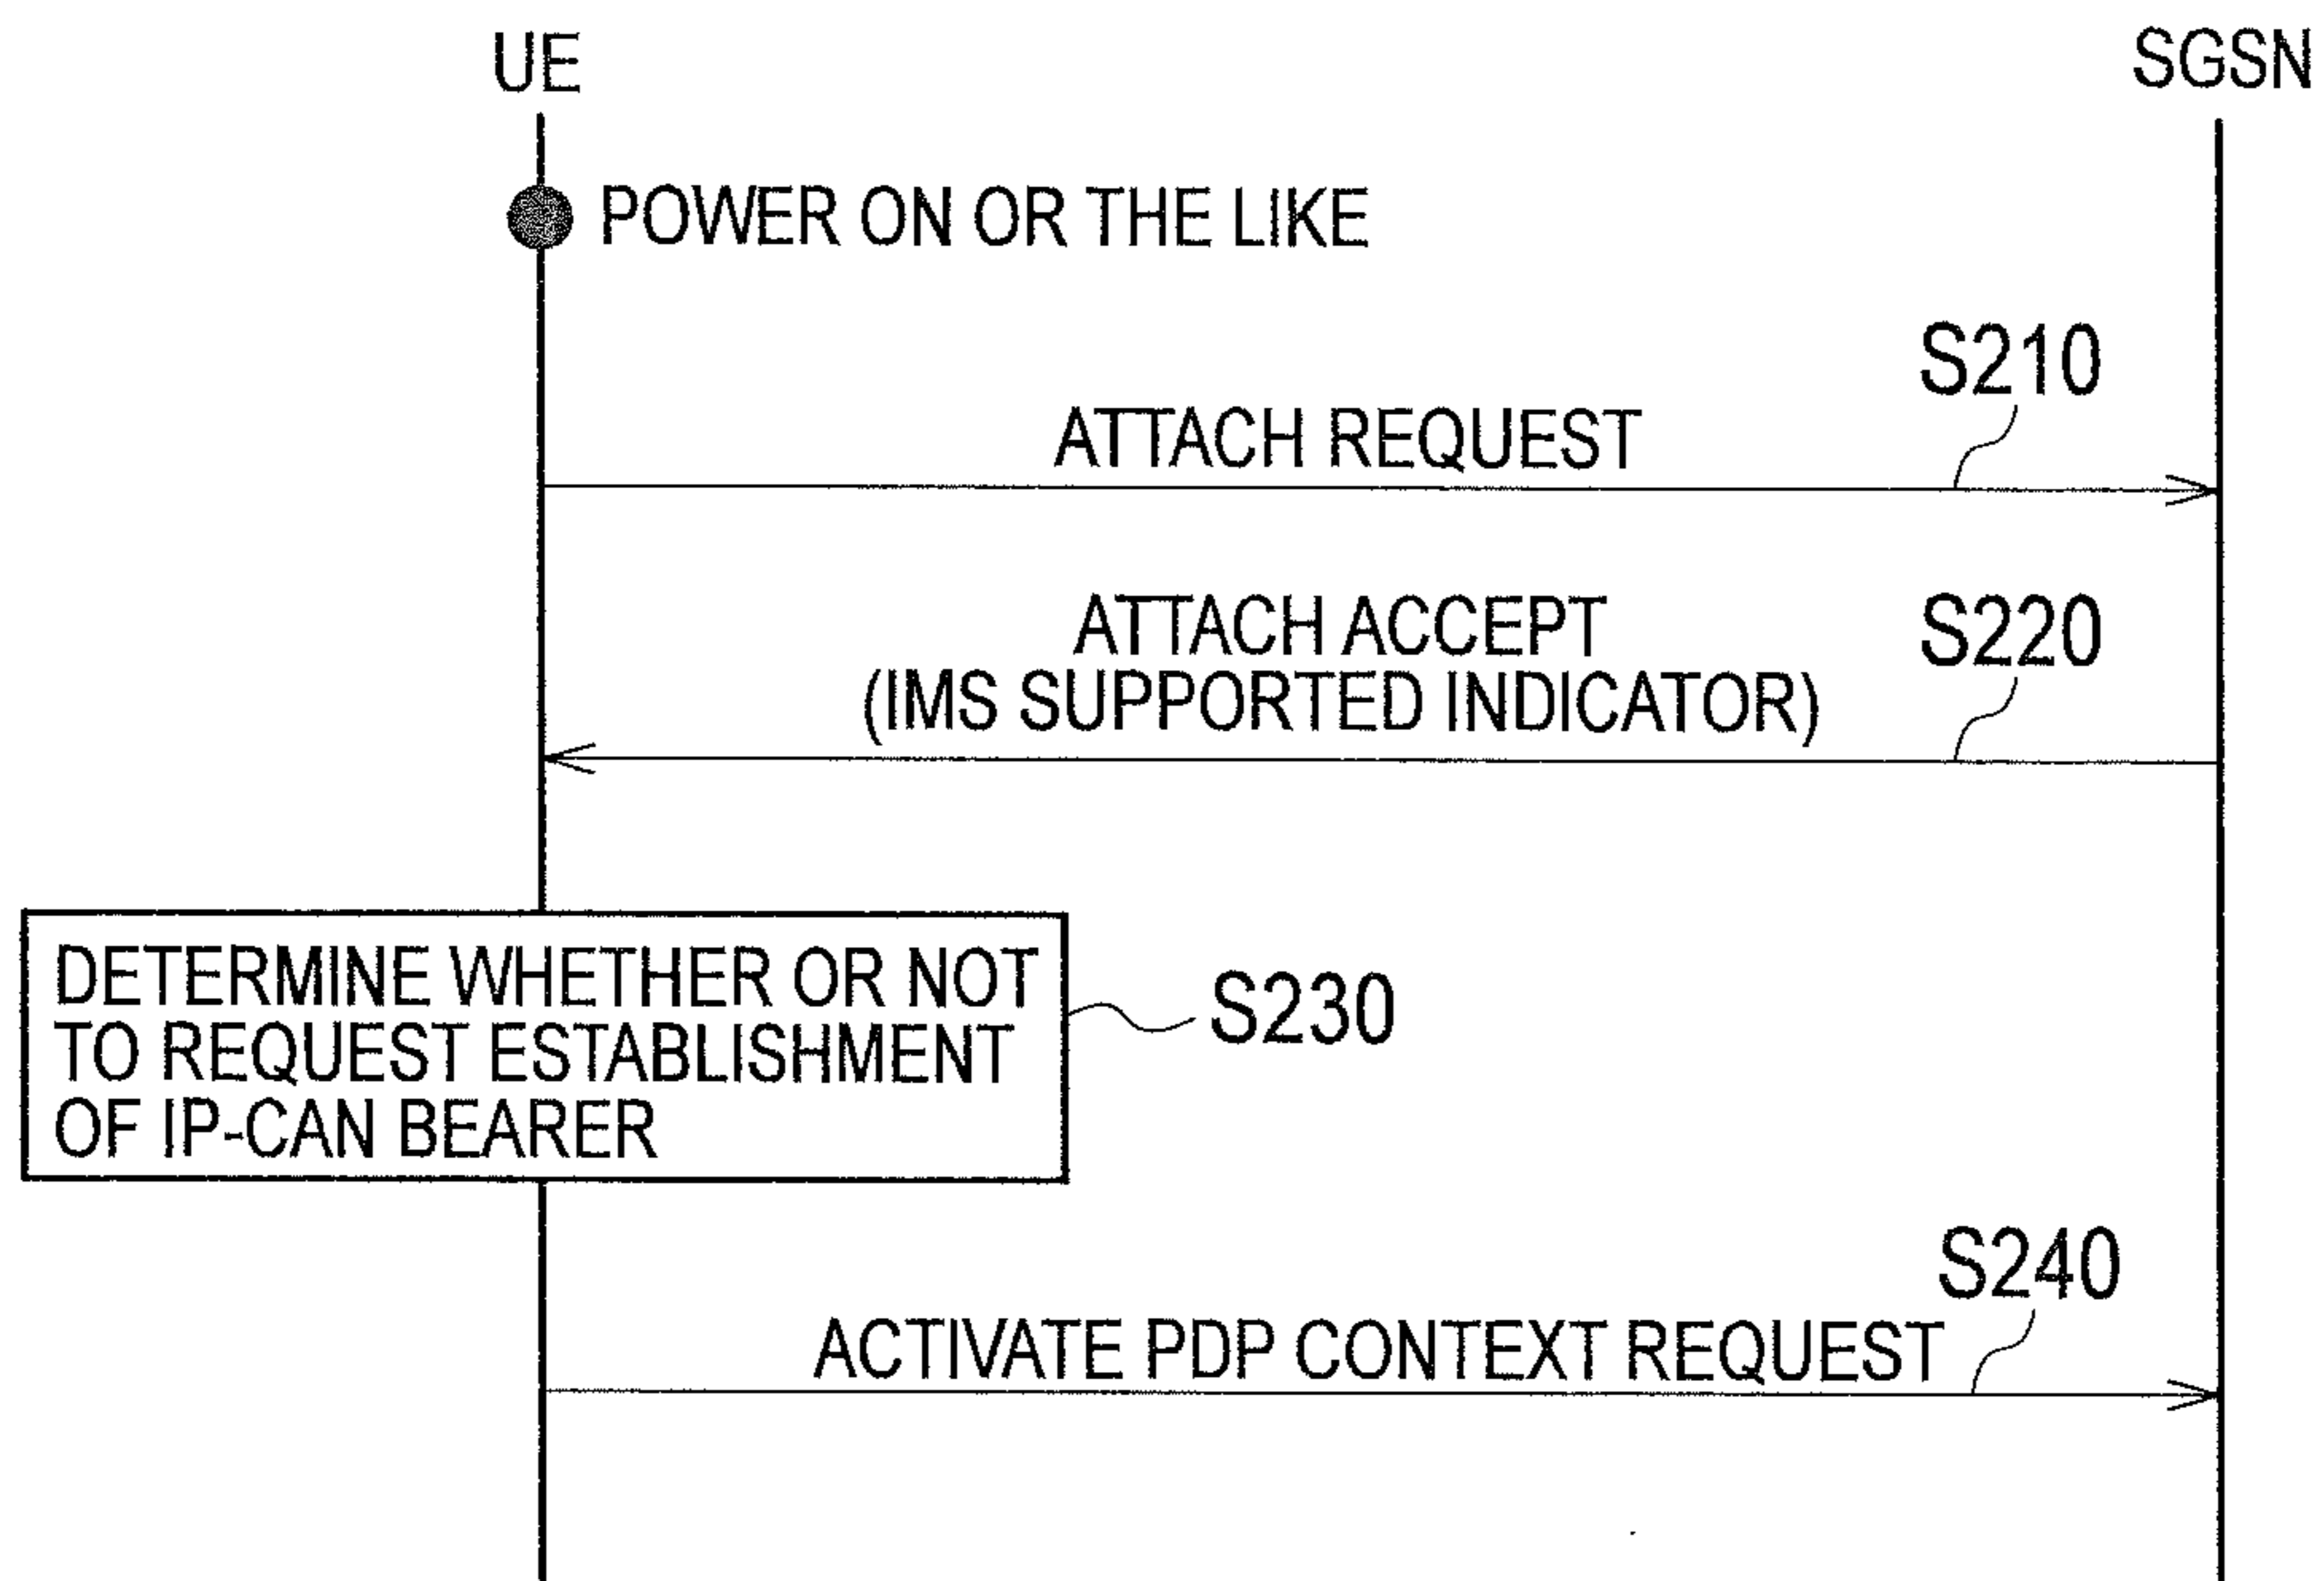 UE
SGSN
POWER ON OR THE LIKE
S210
ATTACH REQUEST
S220
ATTACH ACCEPT
(IMS SUPPORTED INDICATOR)
DETERMINE WHETHER OR NOT
TO REQUEST ESTABLISHMENT
OF IP-CAN BEARER
S230
S240
ACTIVATE PDP CONTEXT REQUEST